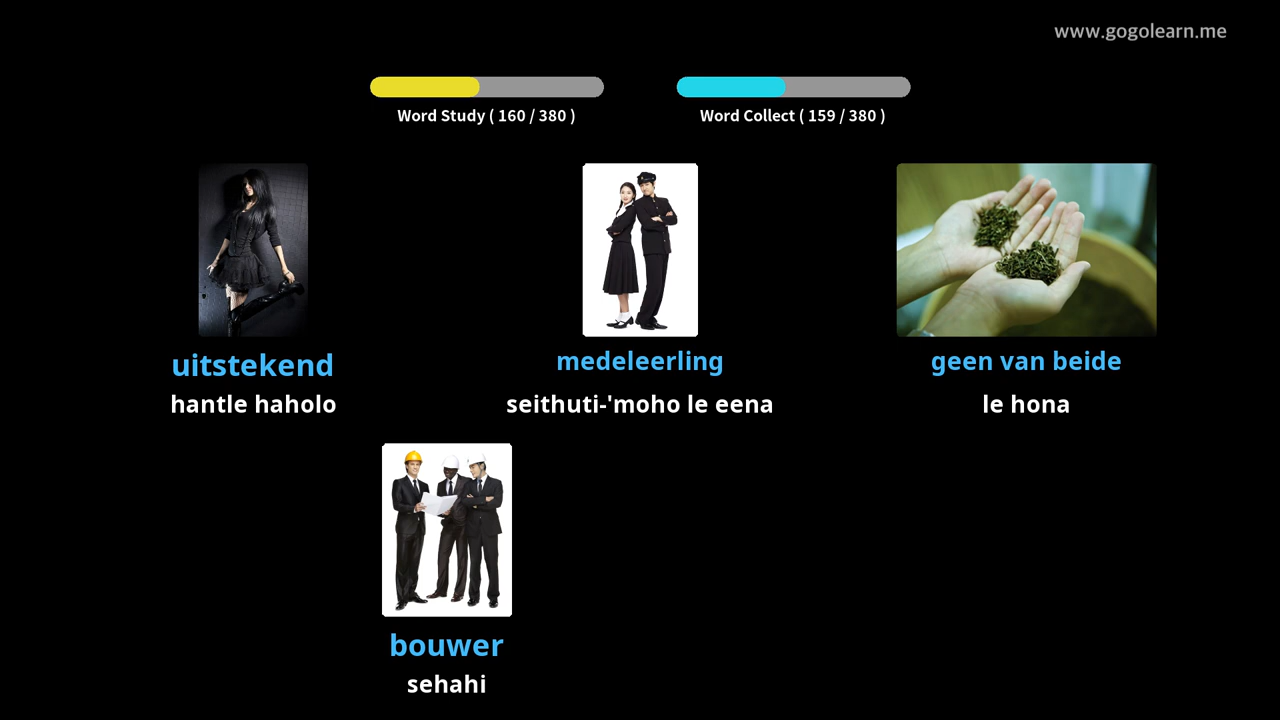 www.gogolearn.me
Word Study ( 160 / 380 )
Word Collect ( 159 / 380 )
uitstekend
hantle haholo
medeleerling
seithuti-'moho le eena
geen van beide
le hona
bouwer
sehahi